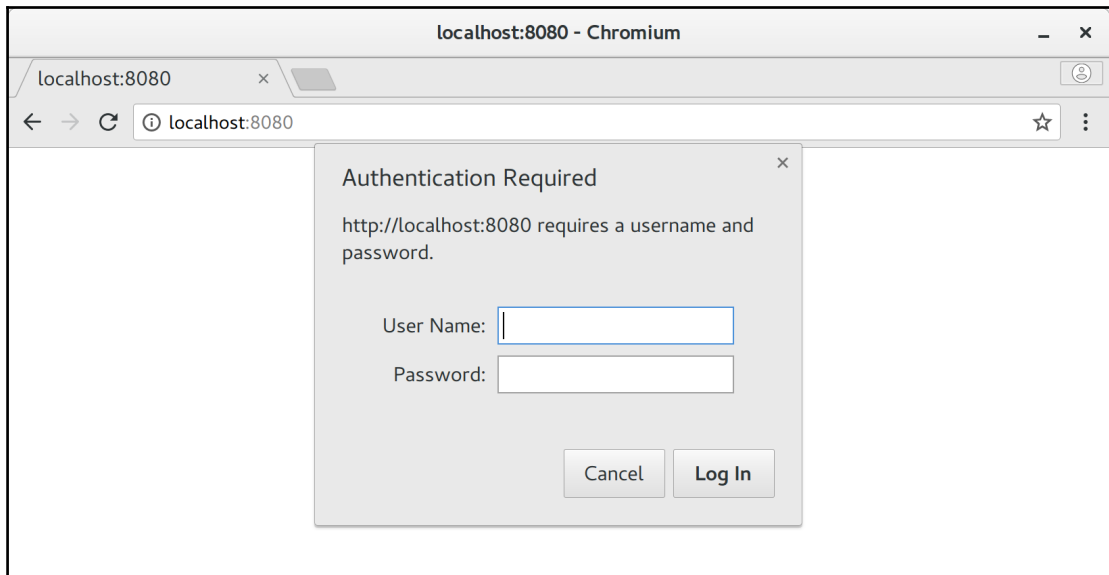 localhost:8080 - Chromium
localhost:8080
localhost:8080
Authentication Required
http://localhost:8080 requires a username and
password.
User Name:
Password:
Cancel Log In